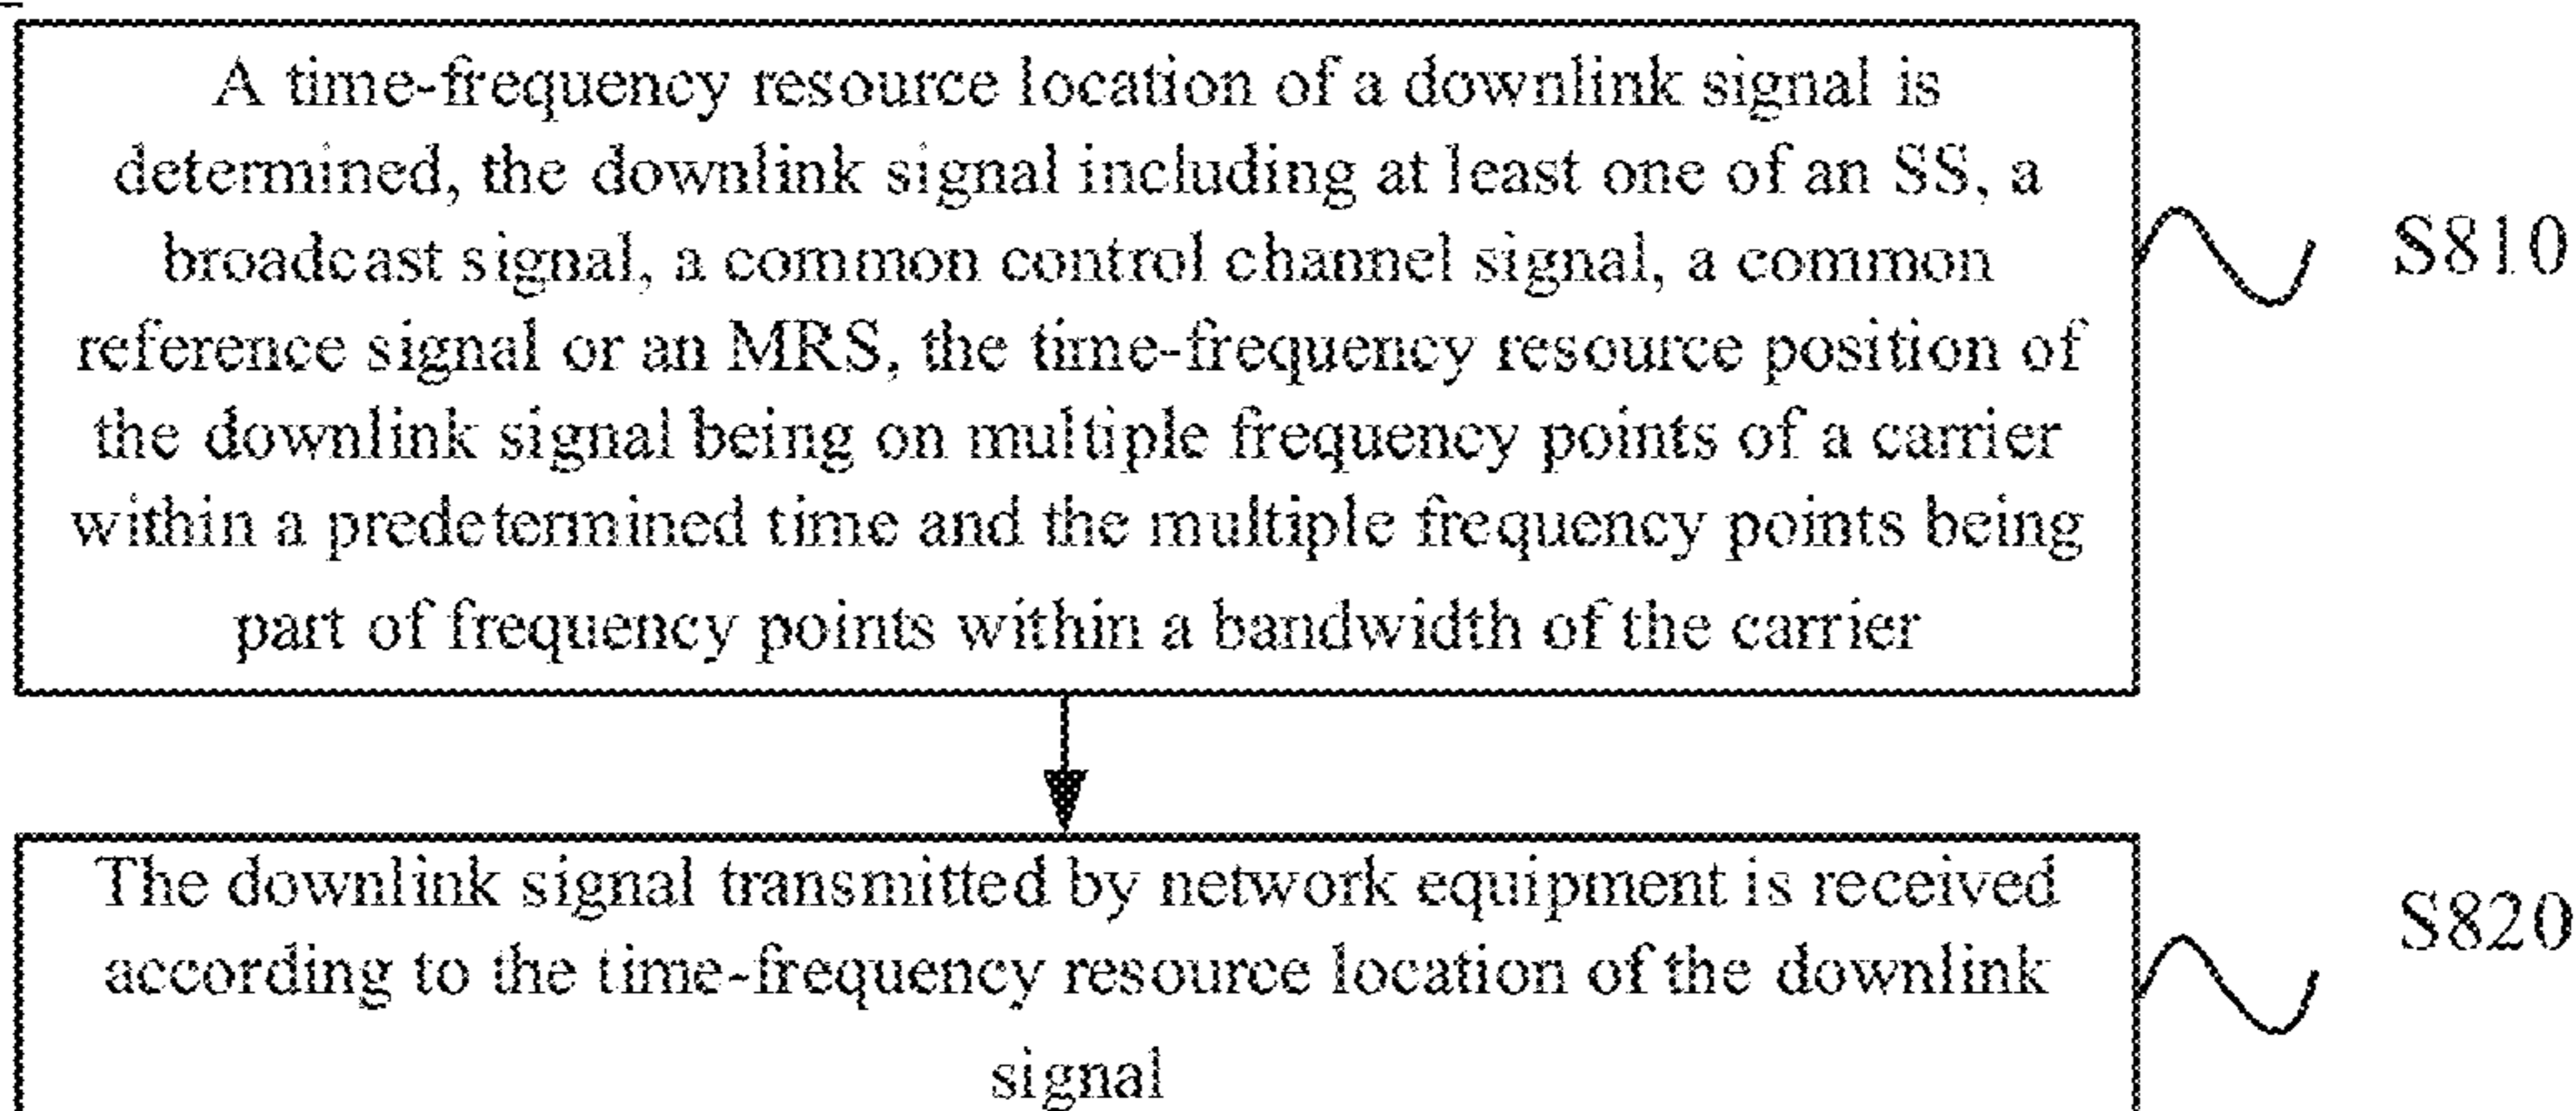 A time-frequency resource location of a downlink signal is
determined, the downlink signal including at least one of an SS, a
broadcast signal, a common control channel signal, a common
reference signal or an MRS, the time-frequency resource position of
the downlink signal being on multiple frequency points of a carrier
within a predetermined time and the multiple frequency points being
part of frequency points within a bandwidth of the carrier
S810
The downlink signal transmitted by network equipment is received
according to the time-frequency resource location of the downlink
signal
S820